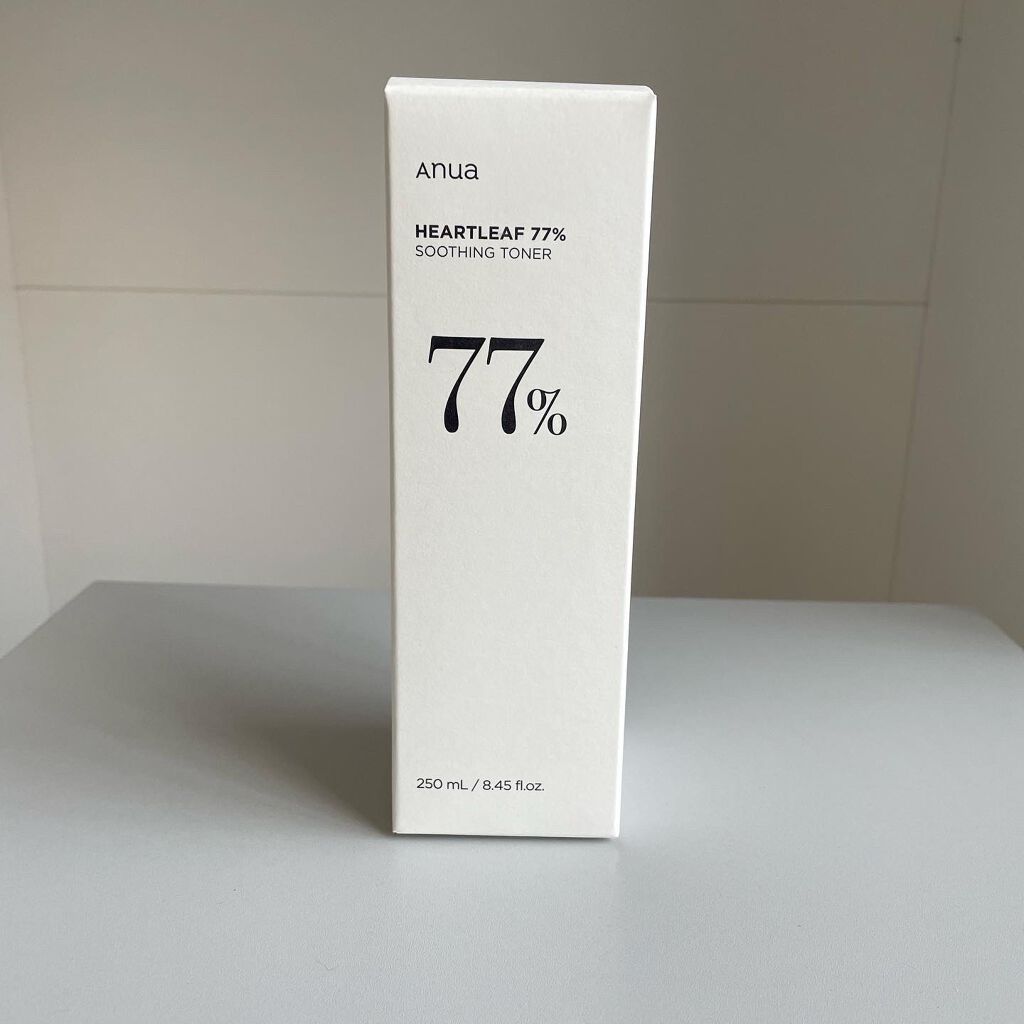 Anua
HEARTLEAF 77%
SOOTHING TONER
77%
250 mL / 8.45 fl.oz.